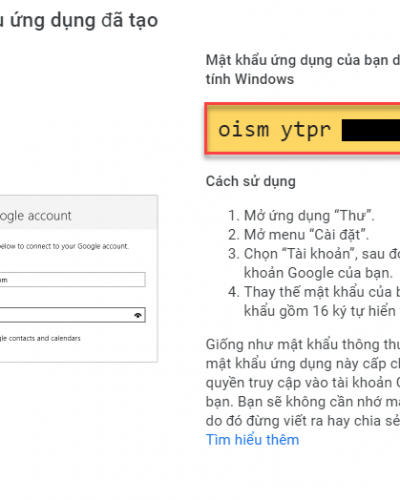 ứng dụng đã tạo
Mật khẩu ứng dụng của bạn d
tính Windows
oism ytpr
Cách sử dụng
ogle account
elow to connect to your Google account.
om
gle contacts and calendars
1. Mở ứng dụng “Thư”.
2. Mở menu “Cài đặt”.
3. Chọn “Tài khoản”, sau đó
khoản Google của bạn.
4. Thay thế mật khẩu của b
khẩu gồm 16 ký tự hiển
Giống như mật khẩu thông thư
mật khẩu ứng dụng này cấp ch
quyền truy cập vào tài khoản G
bạn. Bạn sẽ không cần nhớ mậ
do đó đừng viết ra hay chia sẻ
Tìm hiểu thêm